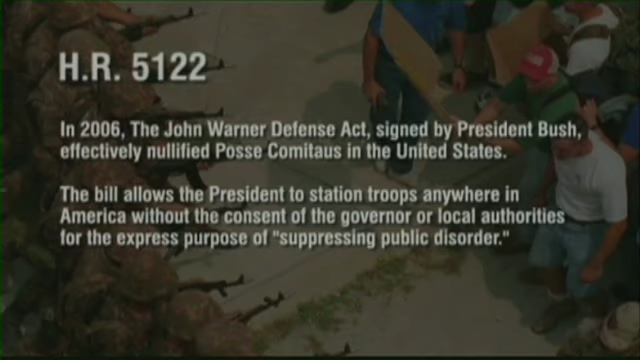 H.R. 5122
In 2006, The John Warner Defense Act, signed by President Bush,
effectively nullified Posse Comitaus in the United States.
The bill allows the President to station troops anywhere in
America without the consent of the governor or local authorities
for the express purpose of "suppressing public disorder."